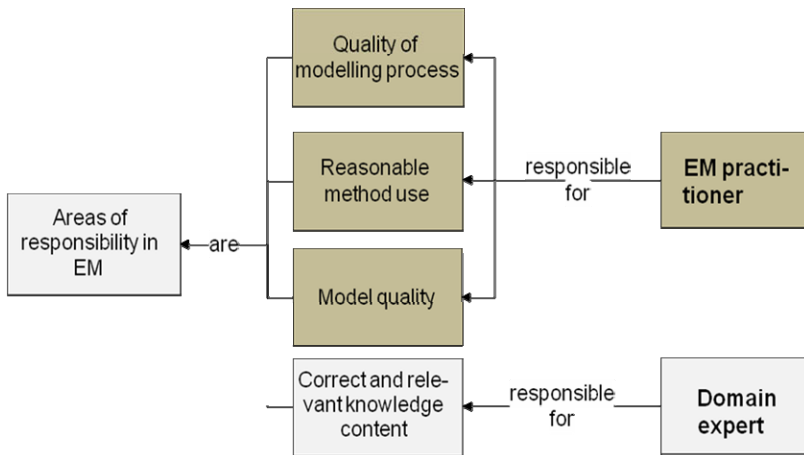 Quality of
modelling process
Reasonable
method use
responsible
for
EM practi-
tioner
Areas of
responsibility in
EM
are
Model quality
Correct and rele-
vant knowledge
content
responsible
for
Domain
expert